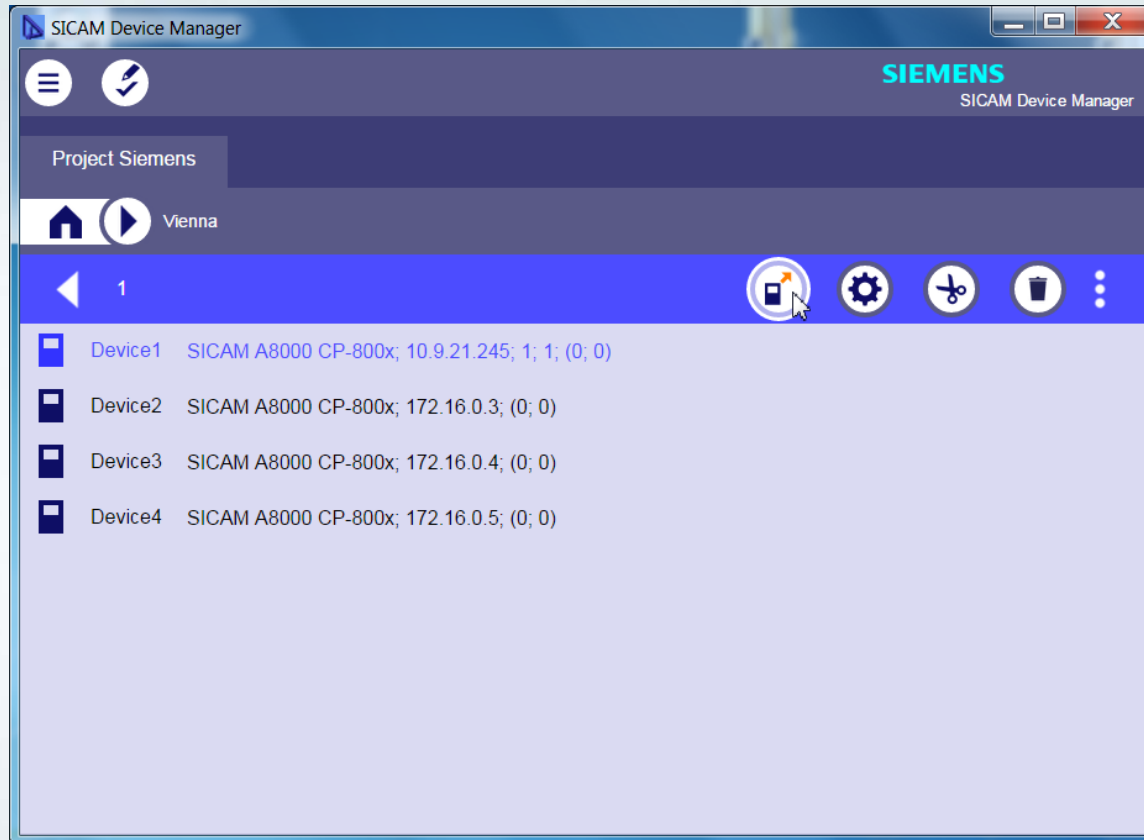 SICAM Device Manager
SIEMENS
SICAM Device Manager
Project Siemens
Vienna
1
Device1 SICAM A8000 CP-800x; 10.9.21.245; 1; 1; (0; 0)
Device2 SICAM A8000 CP-800x; 172.16.0.3; (0; 0)
Device3 SICAM A8000 CP-800x; 172.16.0.4; (0; 0)
Device4 SICAM A8000 CP-800x; 172.16.0.5; (0; 0)